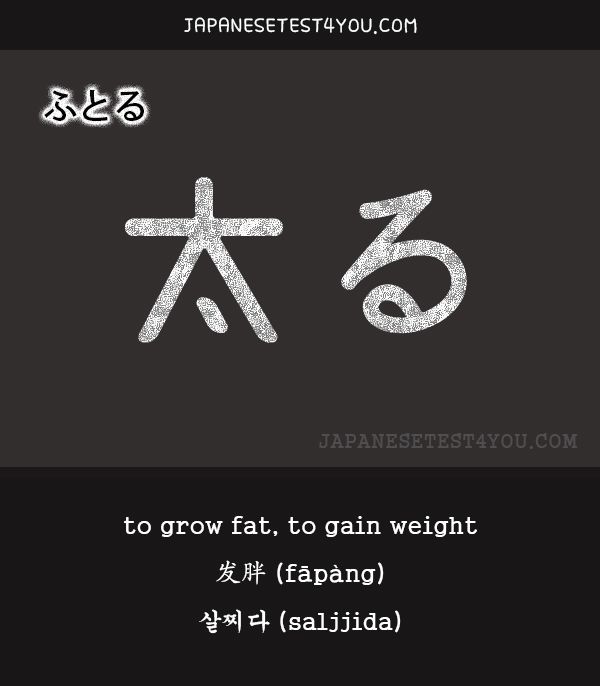 JAPANESETEST4YOU.COM
ふとる
太る
JAPANESETEST4YOU.COM
to grow fat, to gain weight
发胖 (fāpàng)
살찌다 (saljjida)